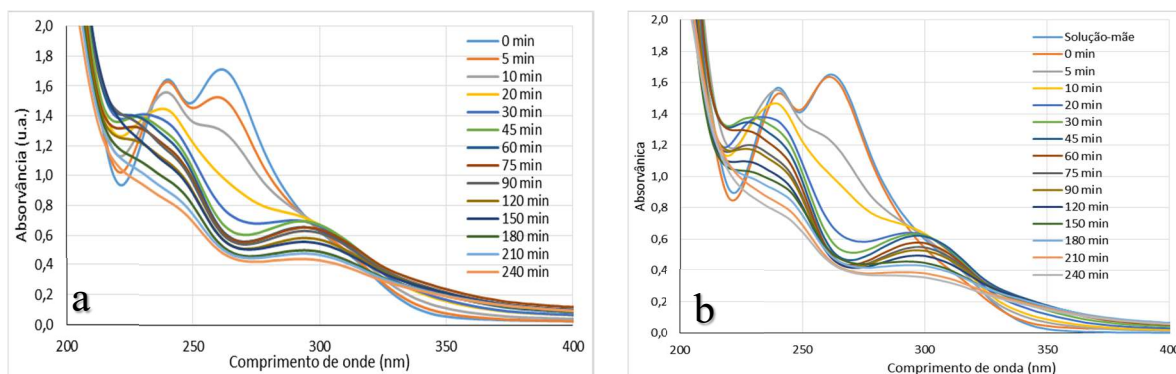 2,0
1,8
1,6
1,4
1,2
1,0
0,8
0,6
0,4
0,2
0,0
Absorvância (u.a.)
200
250
300
350
400
Comprimento de onde (nm)
0 min
5 min
10 min
20 min
30 min
45 min
60 min
75 min
90 min
120 min
150 min
180 min
210 min
240 min
a
2,0
1,8
1,6
1,4
1,2
1,0
0,8
0,6
0,4
0,2
0,0
Absorvânica
200
250
300
350
400
Comprimento de onda (nm)
Solução-mãe
0 min
5 min
10 min
20 min
30 min
45 min
60 min
75 min
90 min
120 min
150 min
180 min
210 min
240 min
b